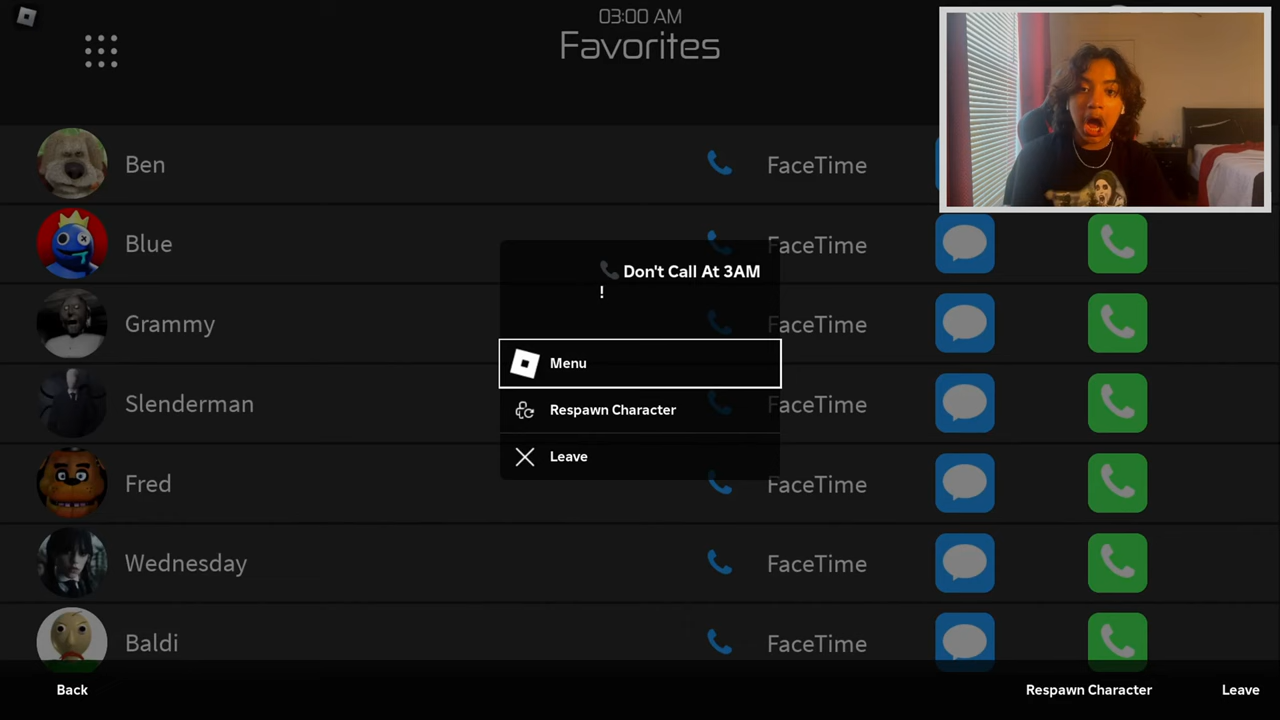 03:00 AM
Favorites
Ben FaceTime
Blue FaceTime
Don't Call At 3AM
!
Grammy FaceTime
Menu
Slenderman FaceTime
Respawn Character
Leave
Fred FaceTime
Wednesday FaceTime
Baldi FaceTime
Back Respawn Character Leave